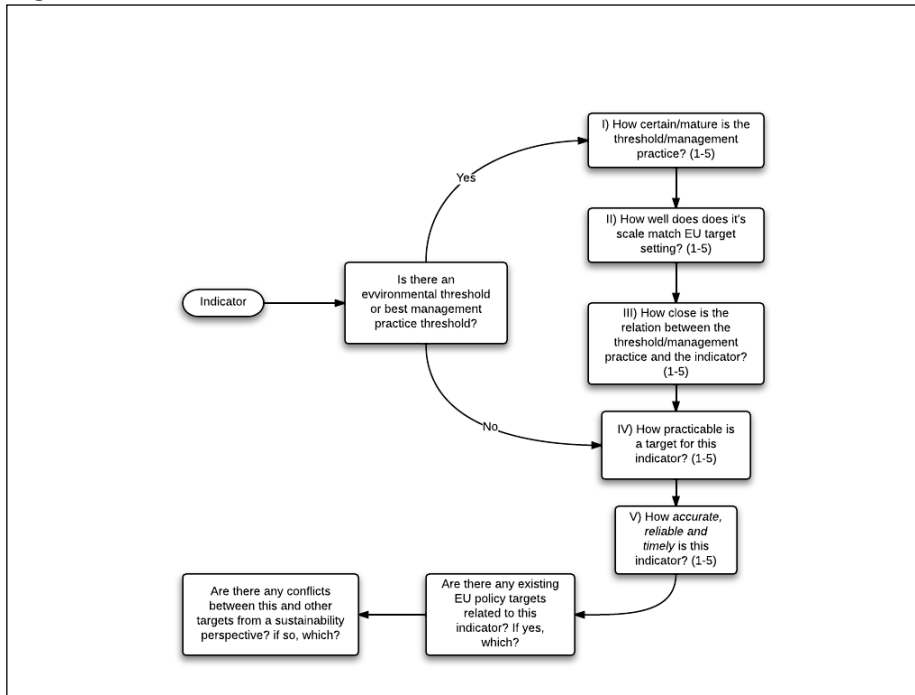 Indicator
Is there an
evvironmental threshold
or best management
practice threshold?
Yes
I) How certain/mature is the
threshold/management
practice? (1-5)
II) How well does does it's
scale match EU target
setting? (1-5)
III) How close is the
relation between the
threshold/management
practice and the indicator?
(1-5)
No
IV) How practicable is
a target for this
indicator? (1-5)
V) How accurate,
reliable and
timely is this
indicator? (1-5)
Are there any existing
EU policy targets
related to this
indicator? If yes,
which?
Are there any conflicts
between this and other
targets from a sustainability
perspective? if so, which?